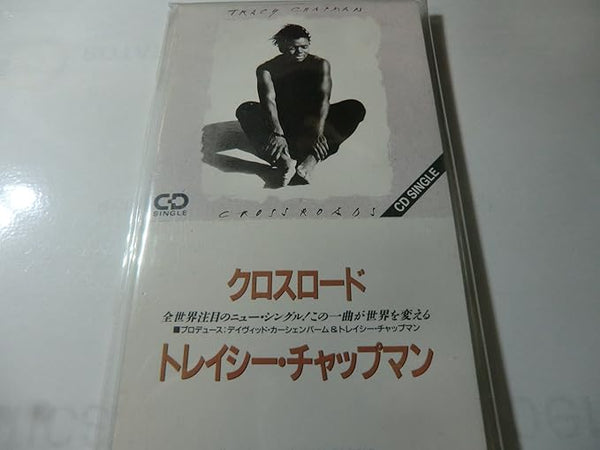 TRACY CHAPMAN
CD
SINGLE
CROSSROADS
CD SINGLE
クロスロード
全世界注目のニュー・シングル!この一曲が世界を変える
■プロデュース:デイヴィッド・カーシェンバーム&トレイシー・チャップマン
トレイシー・チャップマン